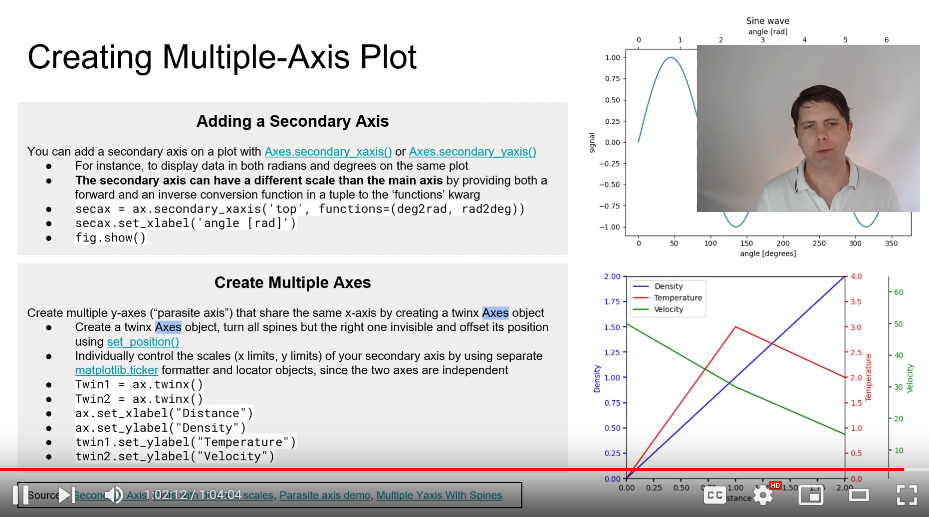 Creating Multiple-Axis Plot
Adding a Secondary Axis
You can add a secondary axis on a plot with Axes.secondary_xaxis() or Axes.secondary_yaxis()
● For instance, to display data in both radians and degrees on the same plot
● The secondary axis can have a different scale than the main axis by providing both a
forward and an inverse conversion function in a tuple to the ‘functions’ kwarg
● secax = ax.secondary_xaxis('top', functions=(deg2rad, rad2deg))
● secax.set_xlabel('angle [rad]')
● fig.show()
Create Multiple Axes
Create multiple y-axes (“parasite axis”) that share the same x-axis by creating a twinx Axes object
● Create a twinx Axes object, turn all spines but the right one invisible and offset its position
using set_position()
● Individually control the scales (x limits, y limits) of your secondary axis by using separate
matplotlib.ticker formatter and locator objects, since the two axes are independent
● Twin1 = ax.twinx()
● Twin2 = ax.twinx()
● ax.set_xlabel("Distance")
● ax.set_ylabel("Density")
● twin1.set_ylabel("Temperature")
● twin2.set_ylabel("Velocity")
Source
Axis
scales, Parasite axis demo, Multiple Yaxis With Spines
1:02:12 / 1:04:04
Sine wave
angle [rad]
0 1 2 3 4 5 6
1.00
0.75
0.50
0.25
0.00
−0.25
−0.50
−0.75
−1.00
signal
0 50 100 150 200 250 300 350
angle [degrees]
Density
Temperature
Velocity
2.00
1.75
1.50
1.25
1.00
0.75
0.50
0.25
0.00
Density
4.0
3.5
3.0
2.5
2.0
1.5
1.0
0.5
0.0
Temperature
60
50
40
30
20
10
Velocity
0.00 0.25 0.50 0.75 1.00 1.50 1.75 2.00
stance
CC
HD